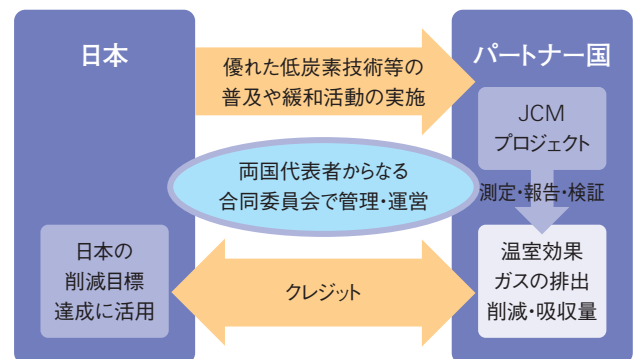 日本
優れた低炭素技術等の
普及や緩和活動の実施
パートナー国
JCM
プロジェクト
両国代表者からなる
合同委員会で管理・運営
測定・報告・検証
日本の
削減目標
達成に活用
クレジット
温室効果
ガスの排出
削減・吸収量